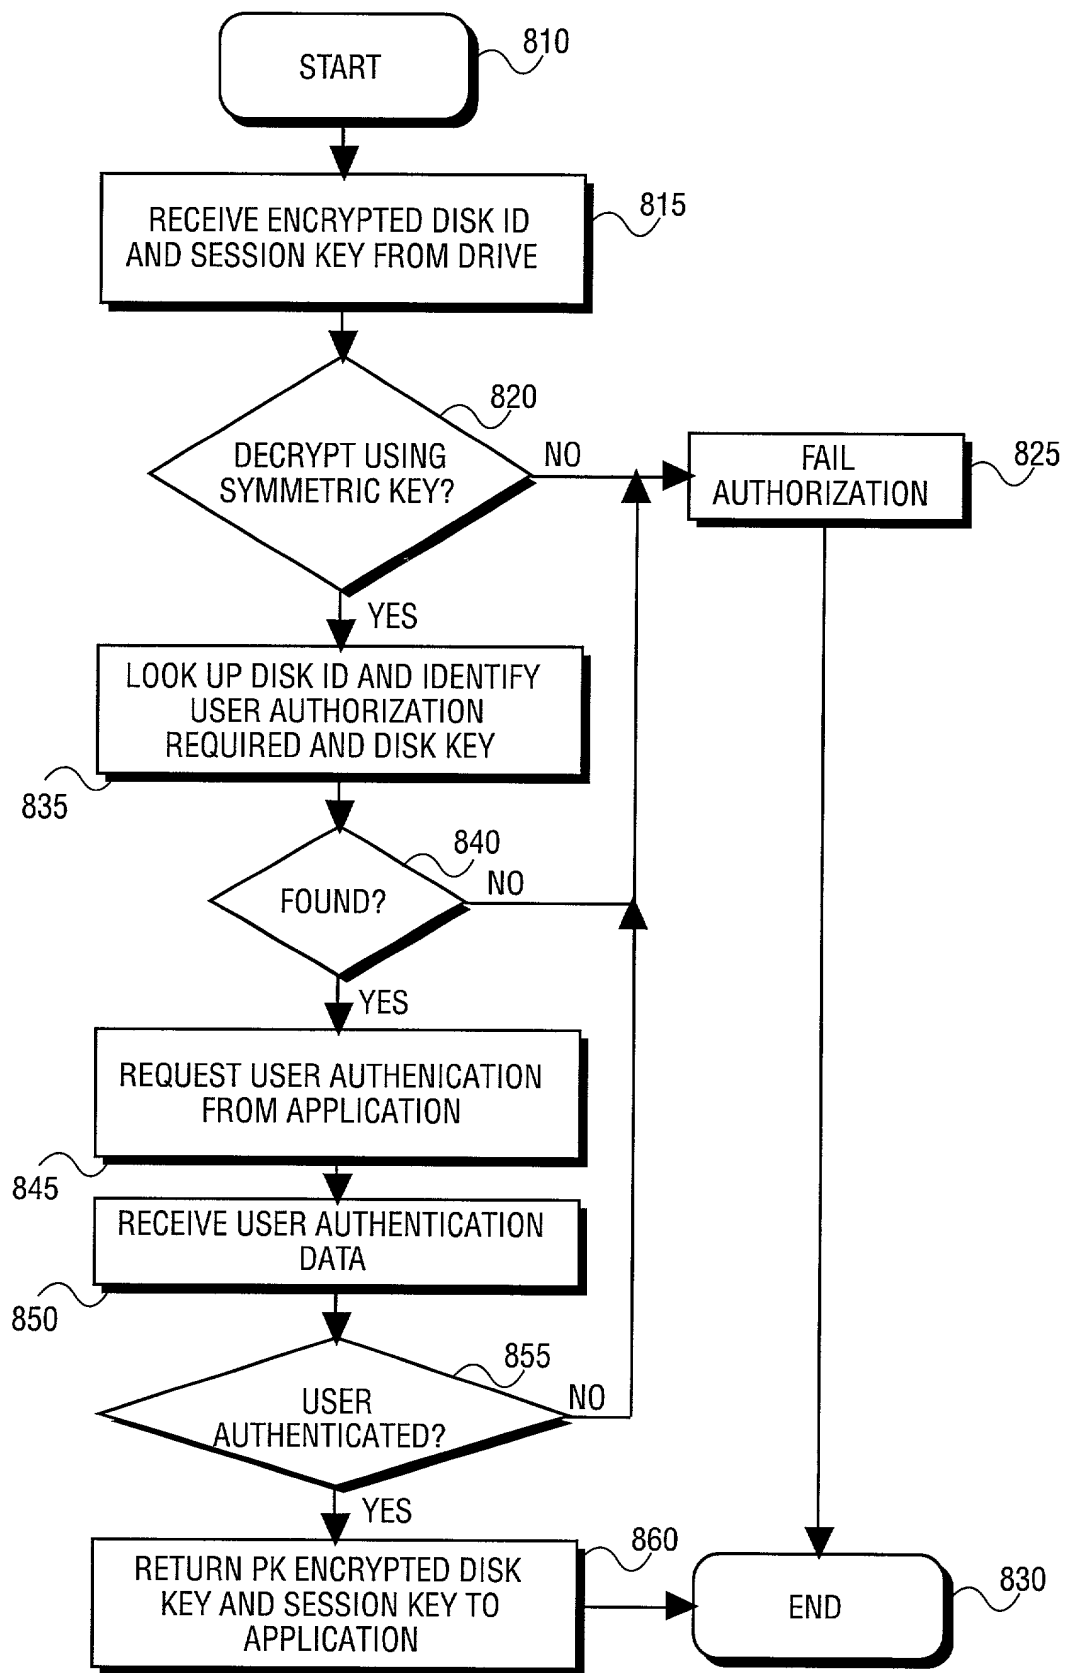 START
810
RECEIVE ENCRYPTED DISK ID
AND SESSION KEY FROM DRIVE
815
820
DECRYPT USING
SYMMETRIC KEY?
NO
FAIL
AUTHORIZATION
825
YES
LOOK UP DISK ID AND IDENTIFY
USER AUTHORIZATION
REQUIRED AND DISK KEY
835
840
FOUND?
NO
YES
REQUEST USER AUTHENICATION
FROM APPLICATION
845
RECEIVE USER AUTHENTICATION
DATA
850
855
USER
AUTHENTICATED?
NO
YES
860
RETURN PK ENCRYPTED DISK
KEY AND SESSION KEY TO
APPLICATION
END
830